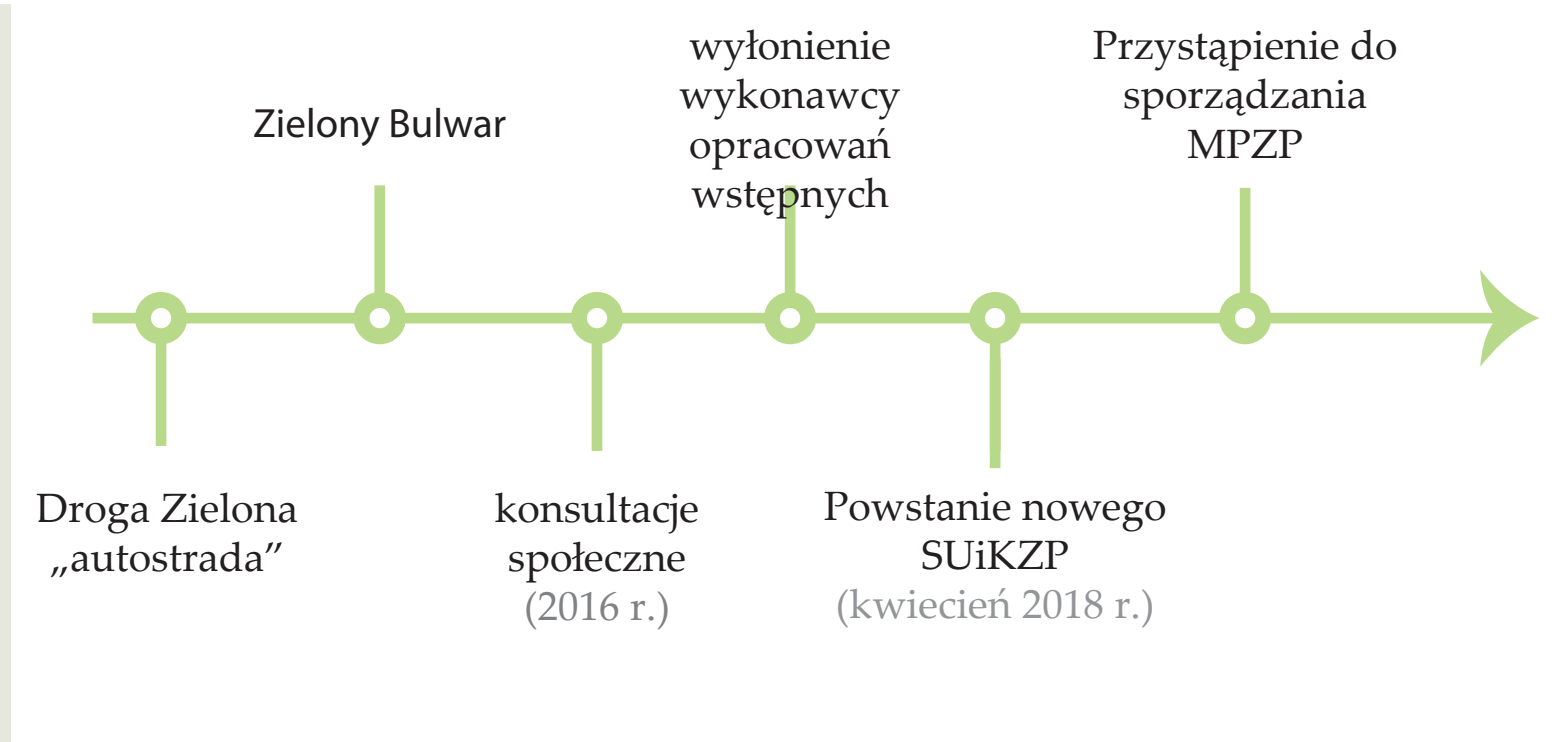 Droga Zielona
„autostrada”
Zielony Bulwar
konsultacje
społeczne
(2016 r.)
wyłonienie
wykonawcy
opracowań
wstępnych
Powstanie nowego
SUiKZP
(kwiecień 2018 r.)
Przystąpienie do
sporządzania
MPZP